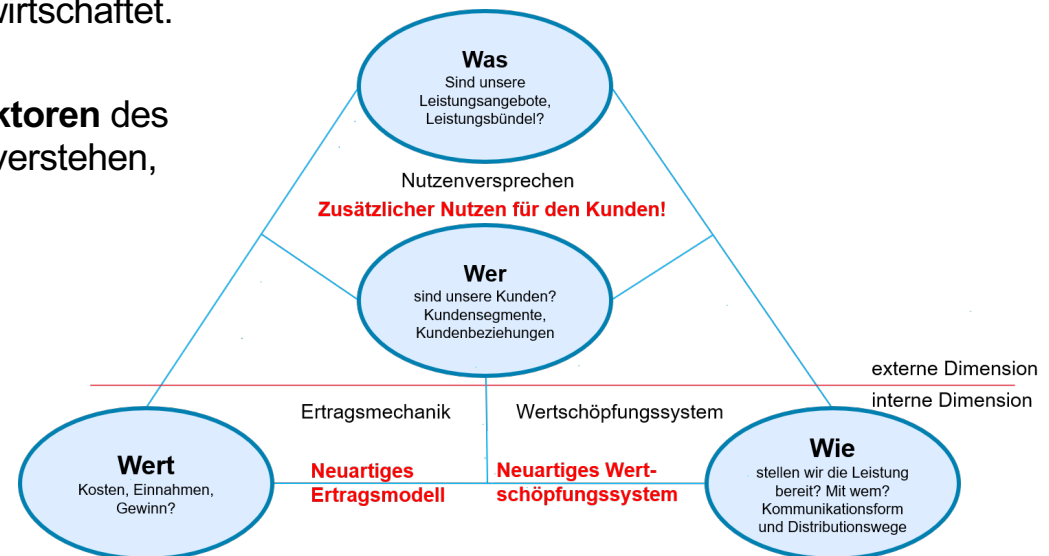 wirtschaftet.
ktoren des
verstehen,
Was
Sind unsere
Leistungsangebote,
Leistungsbündel?
Nutzenversprechen
Zusätzlicher Nutzen für den Kunden!
Wer
sind unsere Kunden?
Kundensegmente,
Kundenbeziehungen
externe Dimension
interne Dimension
Ertragsmechanik
Wertschöpfungssystem
Wert
Kosten, Einnahmen,
Gewinn?
Neuartiges
Ertragsmodell
Neuartiges Wert-
schöpfungssystem
Wie
stellen wir die Leistung
bereit? Mit wem?
Kommunikationsform
und Distributionswege